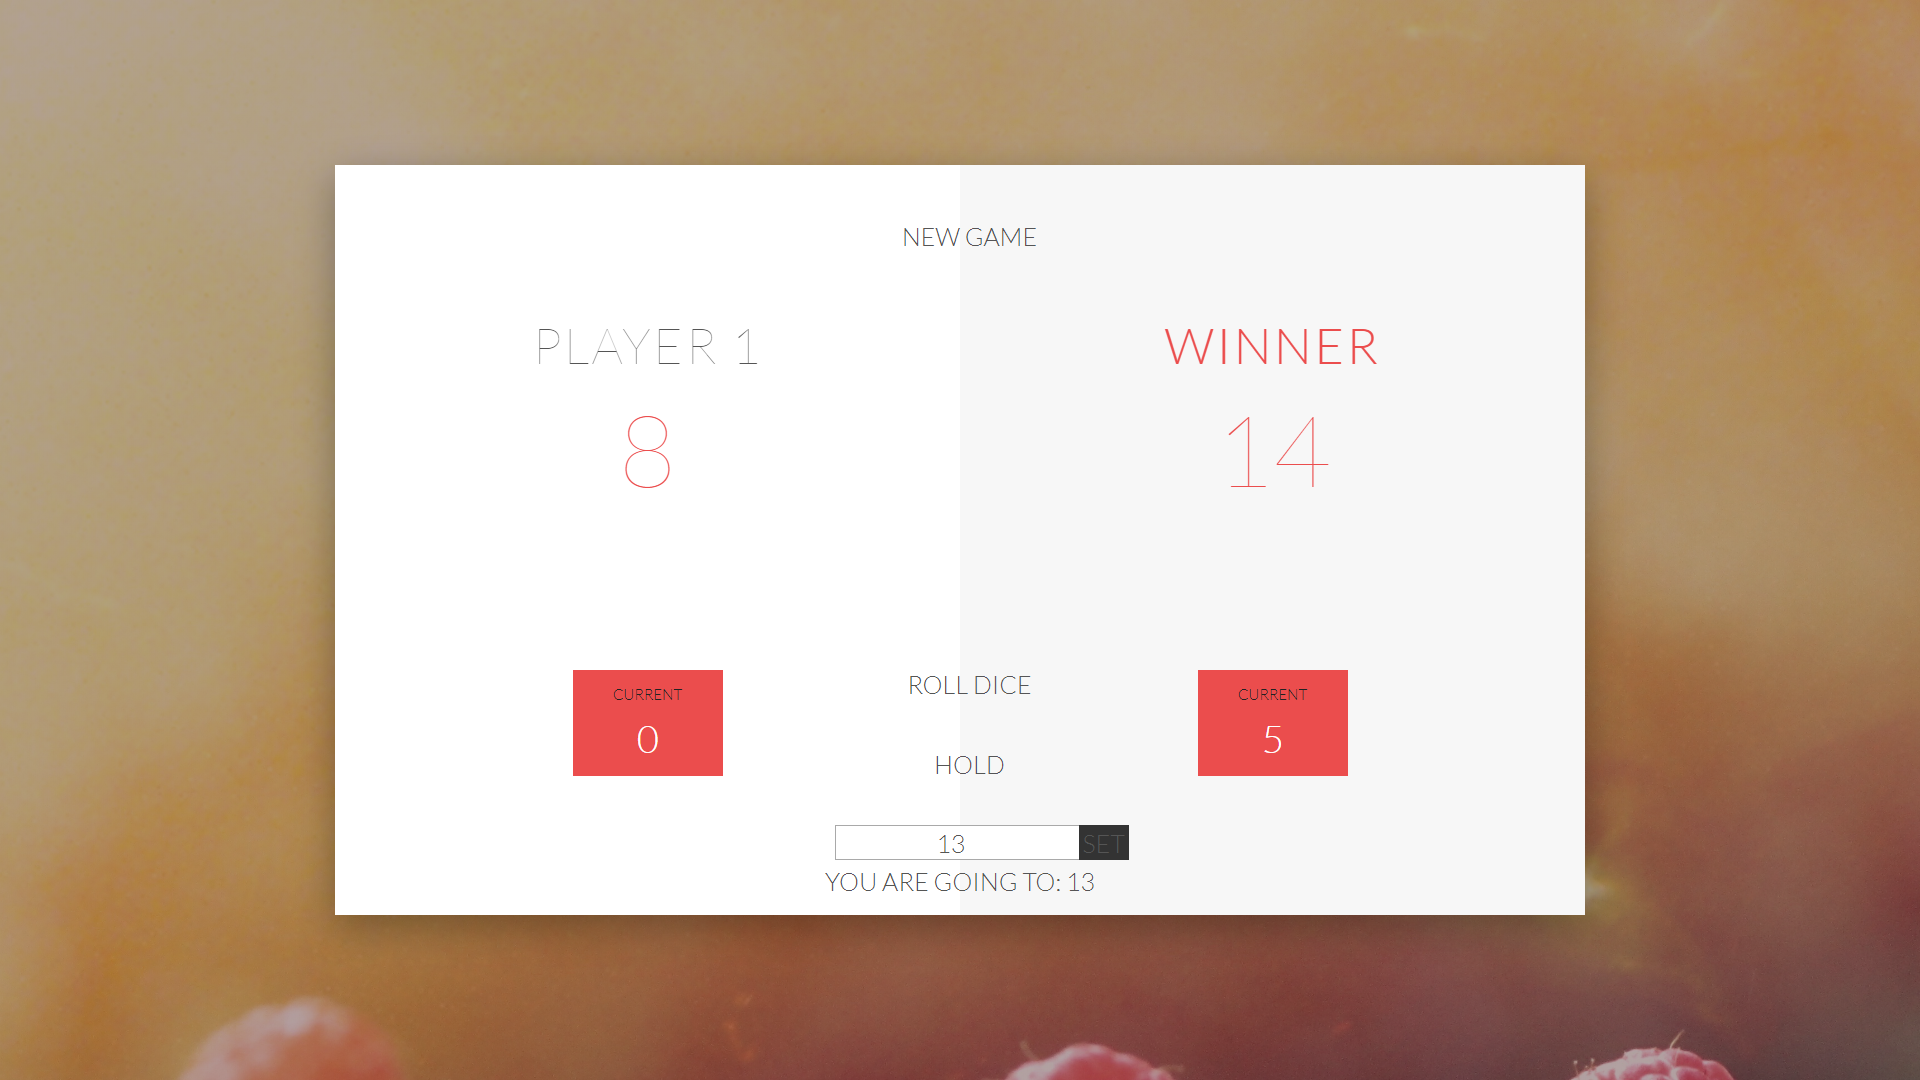 NEW GAME
PLAYER 1
8
WINNER
14
CURRENT
0
ROLL DICE
HOLD
CURRENT
5
13
SET
YOU ARE GOING TO: 13